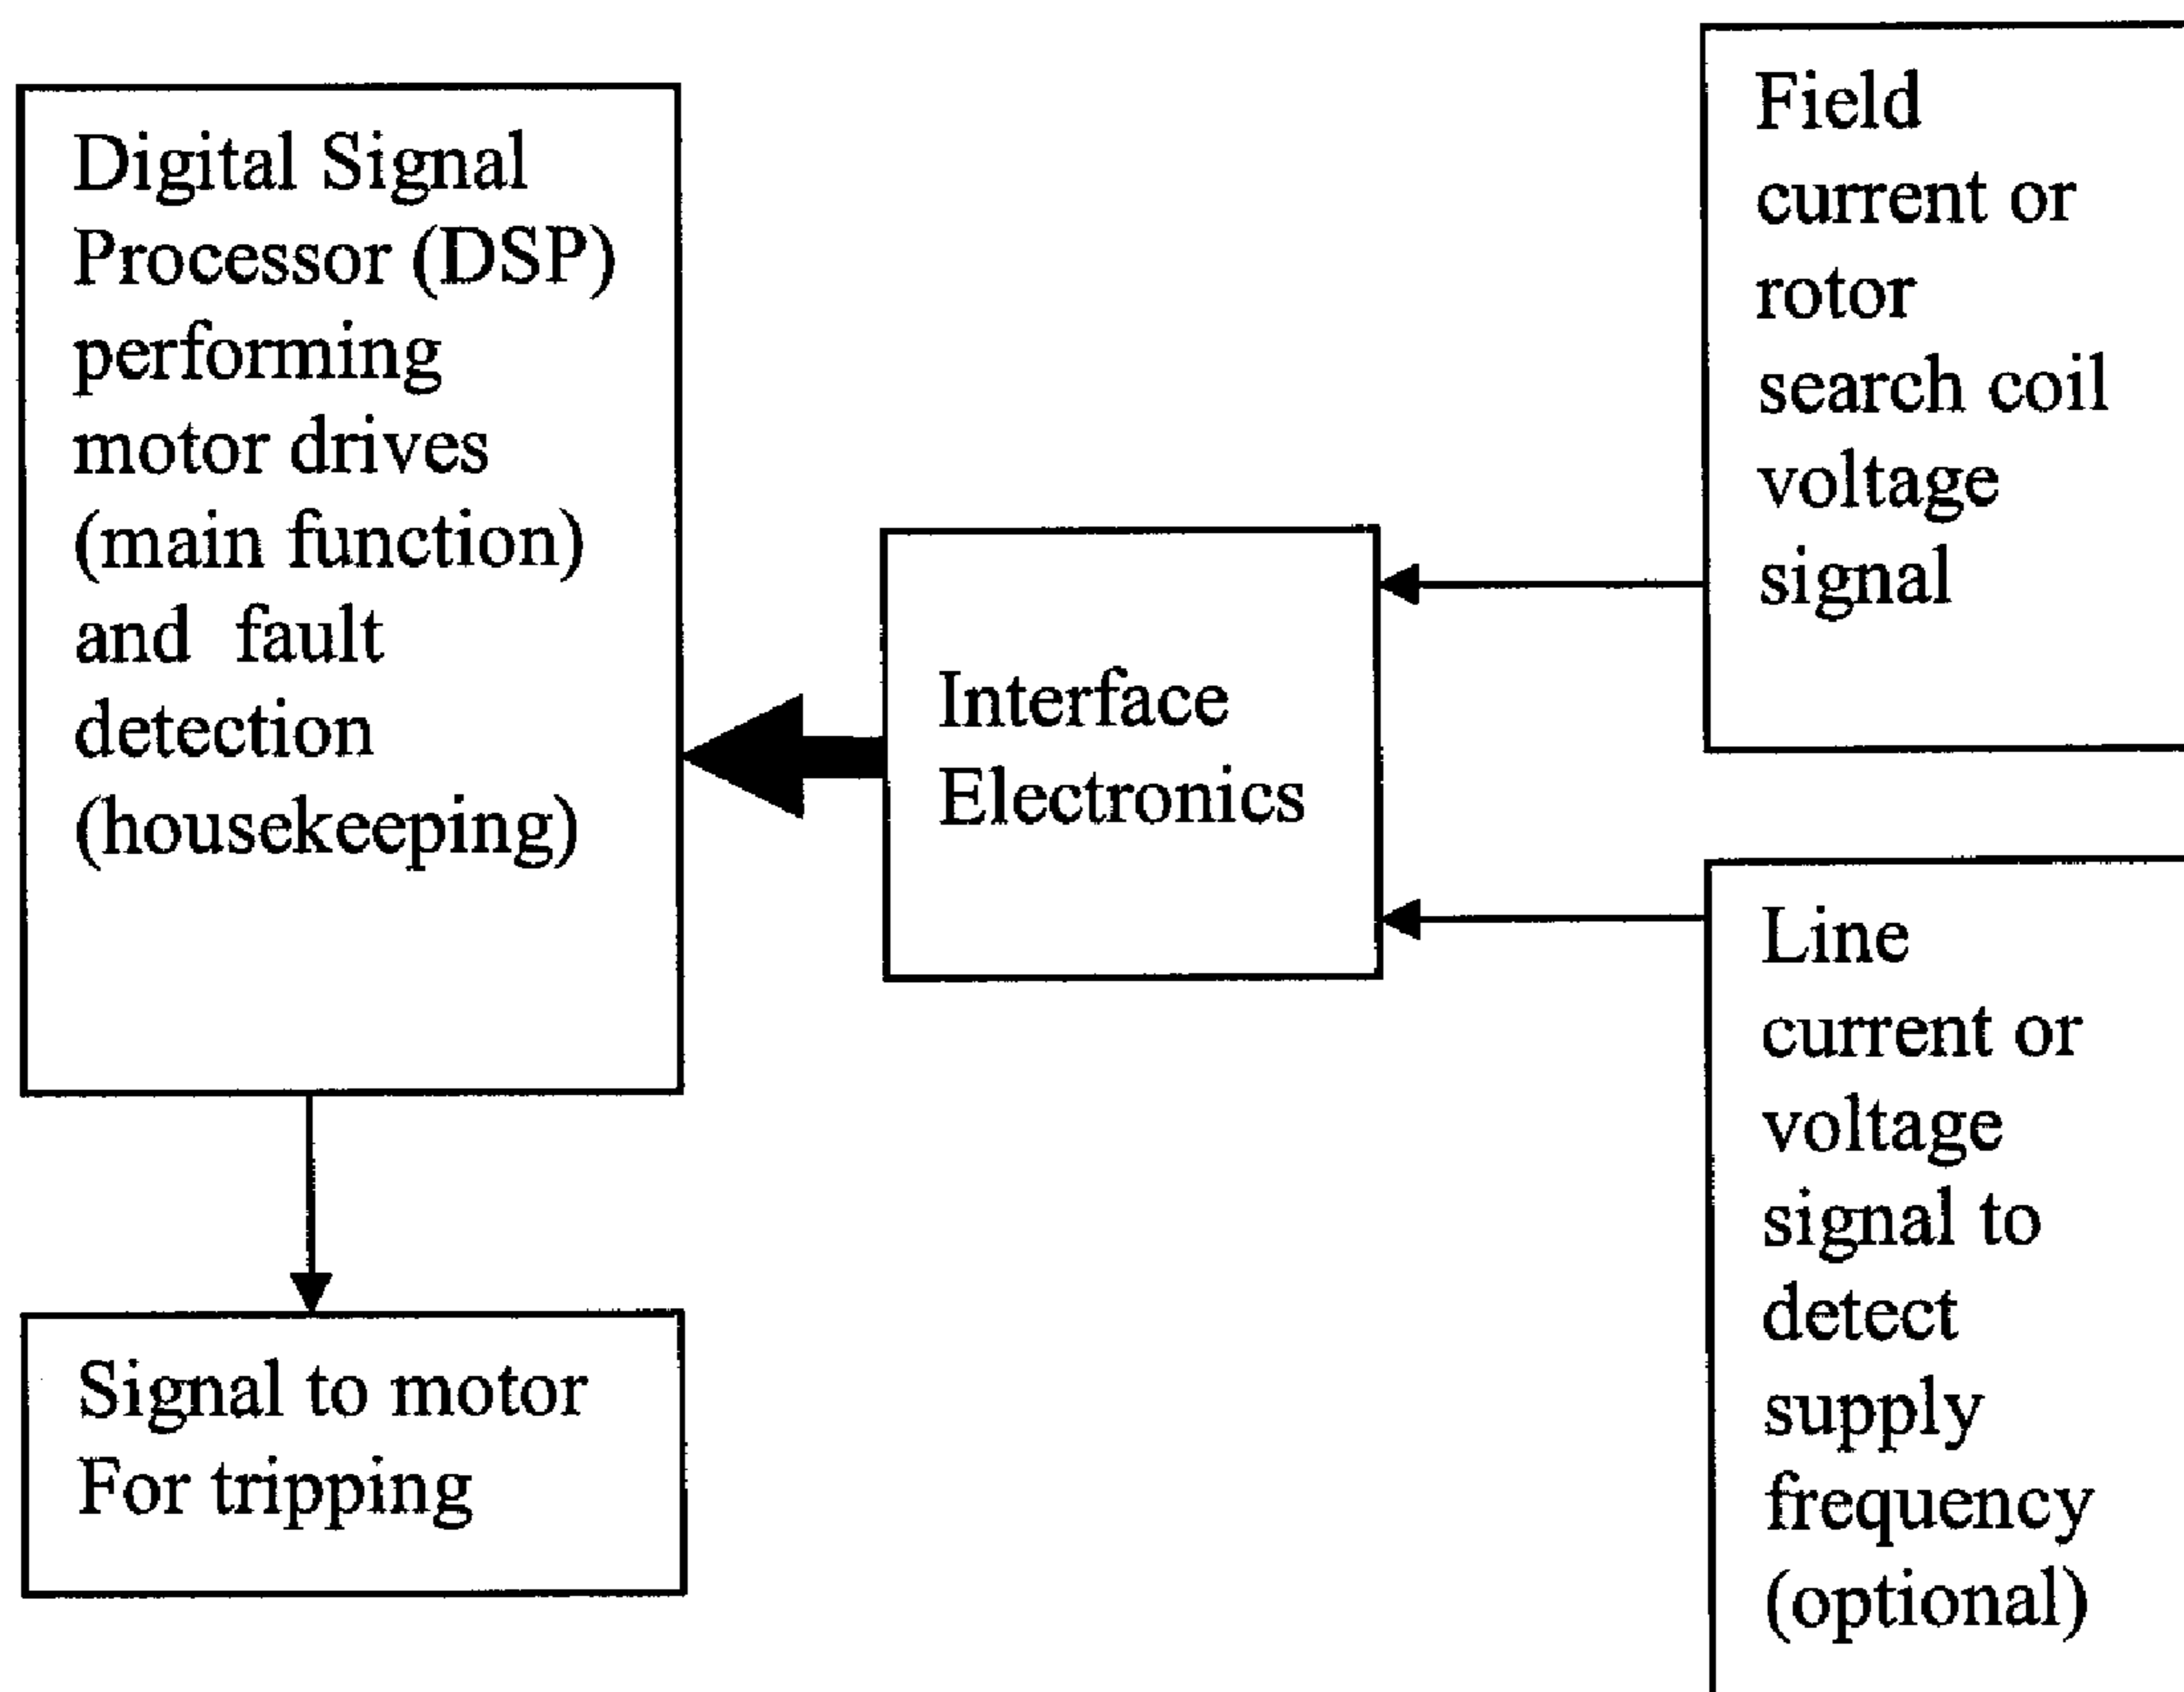 Digital Signal
Processor (DSP)
performing
motor drives
(main function)
and fault
detection
(housekeeping)
Signal to motor
For tripping
Interface
Electronics
Field
current or
rotor
search coil
voltage
signal
Line
current or
voltage
signal to
detect
supply
frequency
(optional)